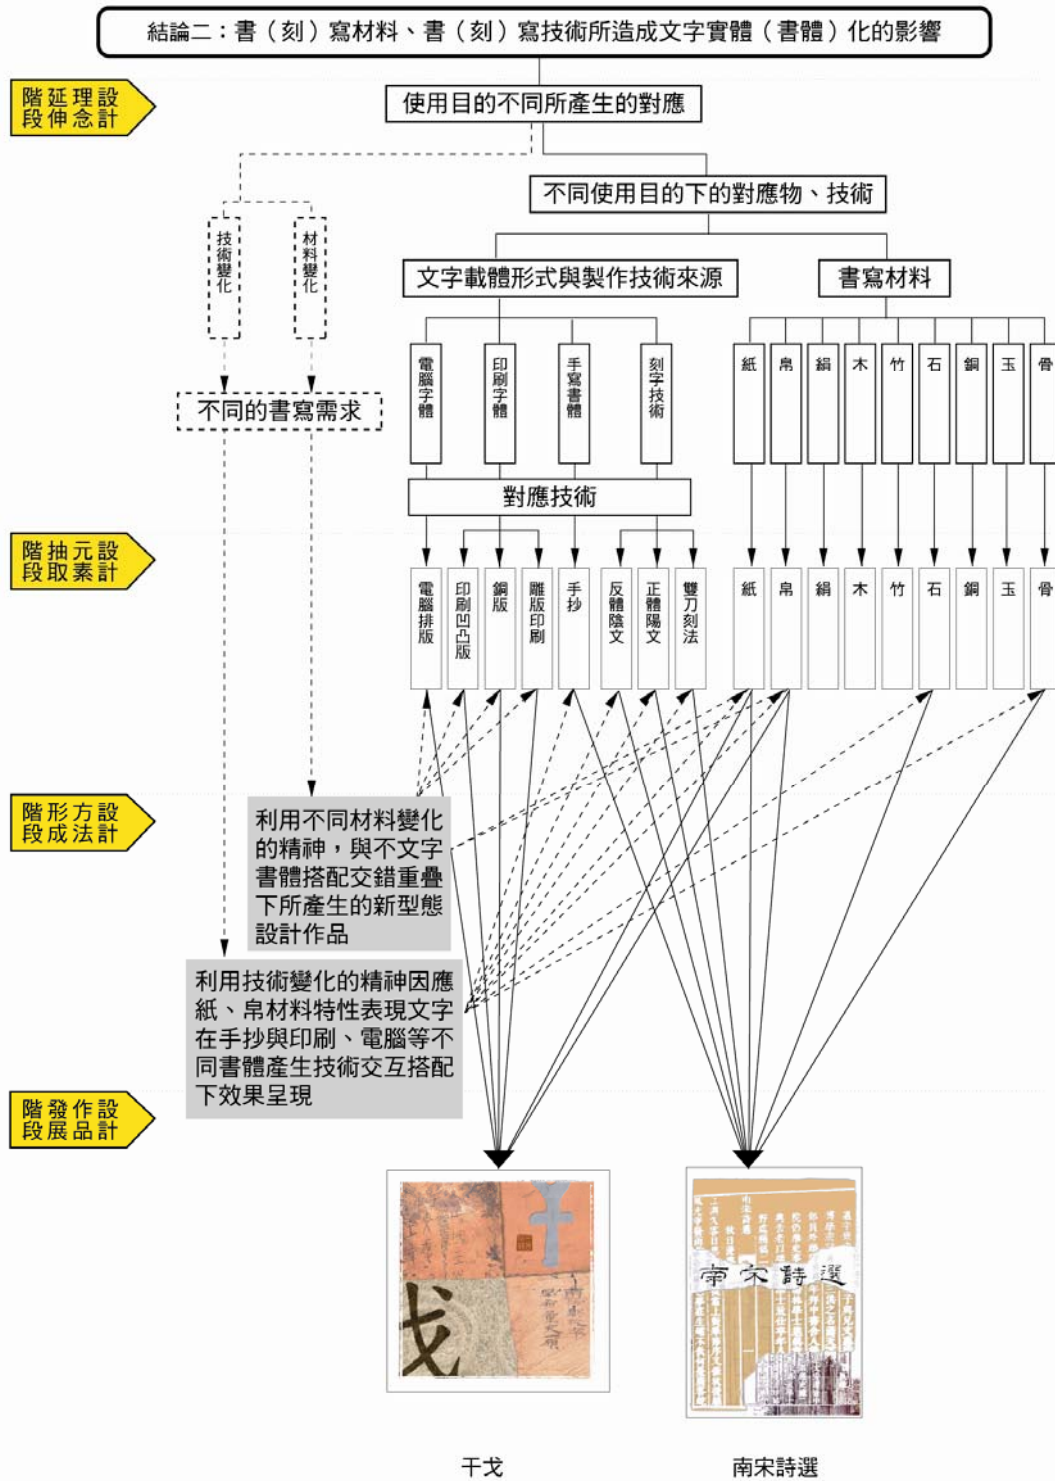 結論二：書（刻）寫材料、書（刻）寫技術所造成文字實體（書體）化的影響
階延理設
段伸念計
使用目的不同所產生的對應
不同使用目的下的對應物、技術
技術變化
材料變化
文字載體形式與製作技術來源
書寫材料
不同的書寫需求
電腦字體
印刷字體
手寫書體
刻字技術
紙
帛
絹
木
竹
石
銅
玉
骨
對應技術
階抽元設
段取素計
電腦排版
印刷凹凸版
銅版
雕版印刷
手抄
反體陰文
正體陽文
雙刀刻法
紙
帛
絹
木
竹
石
銅
玉
骨
階形方設
段成法計
利用不同材料變化
的精神，與不文字
書體搭配交錯重疊
下所產生的新型態
設計作品
利用技術變化的精神因應
紙、帛材料特性表現文字
在手抄與印刷、電腦等不
同書體產生技術交互搭配
下效果呈現
階發作設
段展品計
干
戈
南宋詩選
干戈
南宋詩選